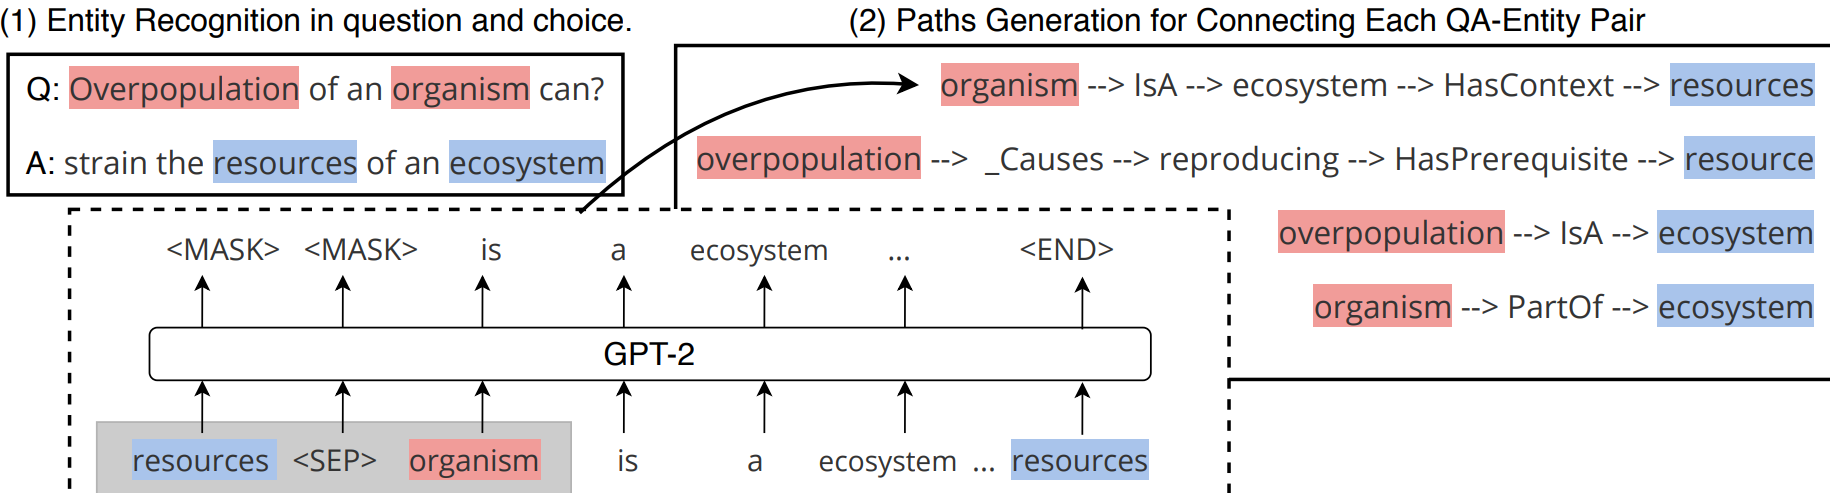 (1) Entity Recognition in question and choice.
Q: Overpopulation of an organism can?
A: strain the resources of an ecosystem
(2) Paths Generation for Connecting Each QA-Entity Pair
organism --> IsA --> ecosystem --> HasContext --> resources
overpopulation --> _Causes --> reproducing --> HasPrerequisite --> resource
overpopulation --> IsA --> ecosystem
organism --> PartOf --> ecosystem
<MASK> <MASK> is a ecosystem ... <END>
GPT-2
resources <SEP> organism is a ecosystem ... resources